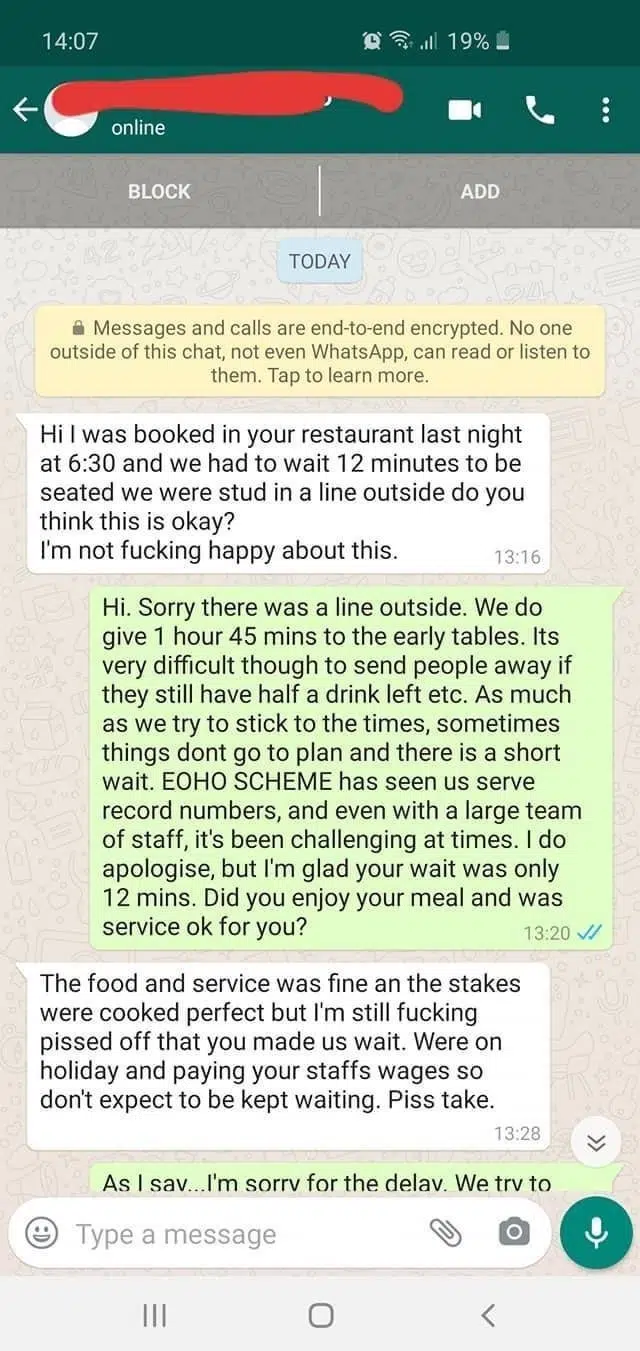 14:07 19%
online
BLOCK ADD
TODAY
Messages and calls are end-to-end encrypted. No one
outside of this chat, not even WhatsApp, can read or listen to
them. Tap to learn more.
Hi I was booked in your restaurant last night
at 6:30 and we had to wait 12 minutes to be
seated we were stud in a line outside do you
think this is okay?
I'm not fucking happy about this.
13:16
Hi. Sorry there was a line outside. We do
give 1 hour 45 mins to the early tables. Its
very difficult though to send people away if
they still have half a drink left etc. As much
as we try to stick to the times, sometimes
things dont go to plan and there is a short
wait. EOHO SCHEME has seen us serve
record numbers, and even with a large team
of staff, it's been challenging at times. I do
apologise, but I'm glad your wait was only
12 mins. Did you enjoy your meal and was
service ok for you?
13:20
The food and service was fine an the stakes
were cooked perfect but I'm still fucking
pissed off that you made us wait. Were on
holiday and paying your staffs wages so
don't expect to be kept waiting. Piss take.
13:28
As I say...I'm sorry for the delay. We try to
Type a message